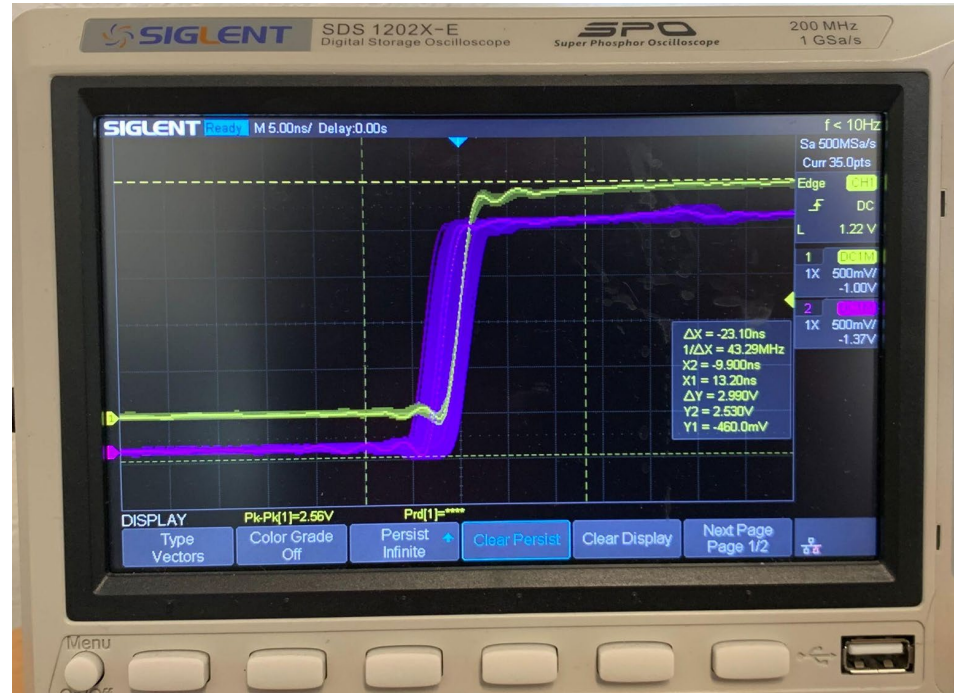 SIGLENT SDS 1202X-E SPO 200 MHz
Digital Storage Oscilloscope Super Phosphor Oscilloscope 1 GSa/s
SIGLENT Ready M 5.00ns/ Delay:0.00s f < 10Hz
Sa 500MSa/s
Curr 35.0pts
Edge CH1
DC
L 1.22 V
1 DC1M
1X 500mV/
-1.00V
2
1X 500mV/
-1.37V
ΔX = -23.10ns
1/ΔX = 43.29MHz
X2 = -9.900ns
X1 = 13.20ns
ΔY = 2.990V
Y2 = 2.530V
Y1 = -460.0mV
DISPLAY Pk-Pk[1]=2.56V Prd[1]=****
Type Color Grade Persist Clear Persist Clear Display Next Page
Vectors Off Infinite Page 1/2
Menu